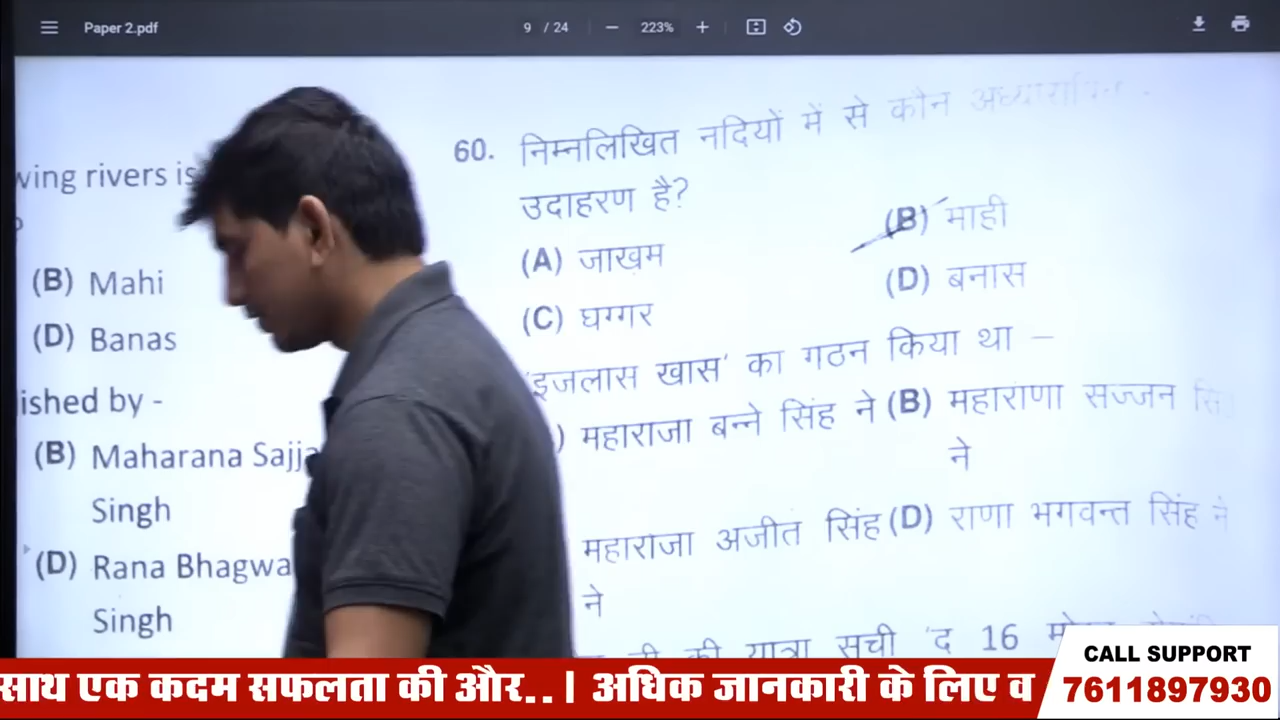 Paper 2.pdf
9 / 24
223%
wing rivers is
(B) Mahi
(D) Banas
ished by -
(B) Maharana Sajja
Singh
(D) Rana Bhagwa
Singh
60. निम्नलिखित नदियों में से कौन
उदाहरण है?
(A) जाखम
(B) माही
(C) घग्गर
(D) बनास
'इजलास खास' का गठन किया था –
) महाराजा बन्ने सिंह ने (B) महाराणा सज्जन सि
ने
महाराजा अजीत सिंह (D) राणा भगवन्त सिंह ने
ने
की यात्रा सूची 'द 16
साथ एक कदम सफलता की और.. । अधिक जानकारी के लिए व
CALL SUPPORT
7611897930